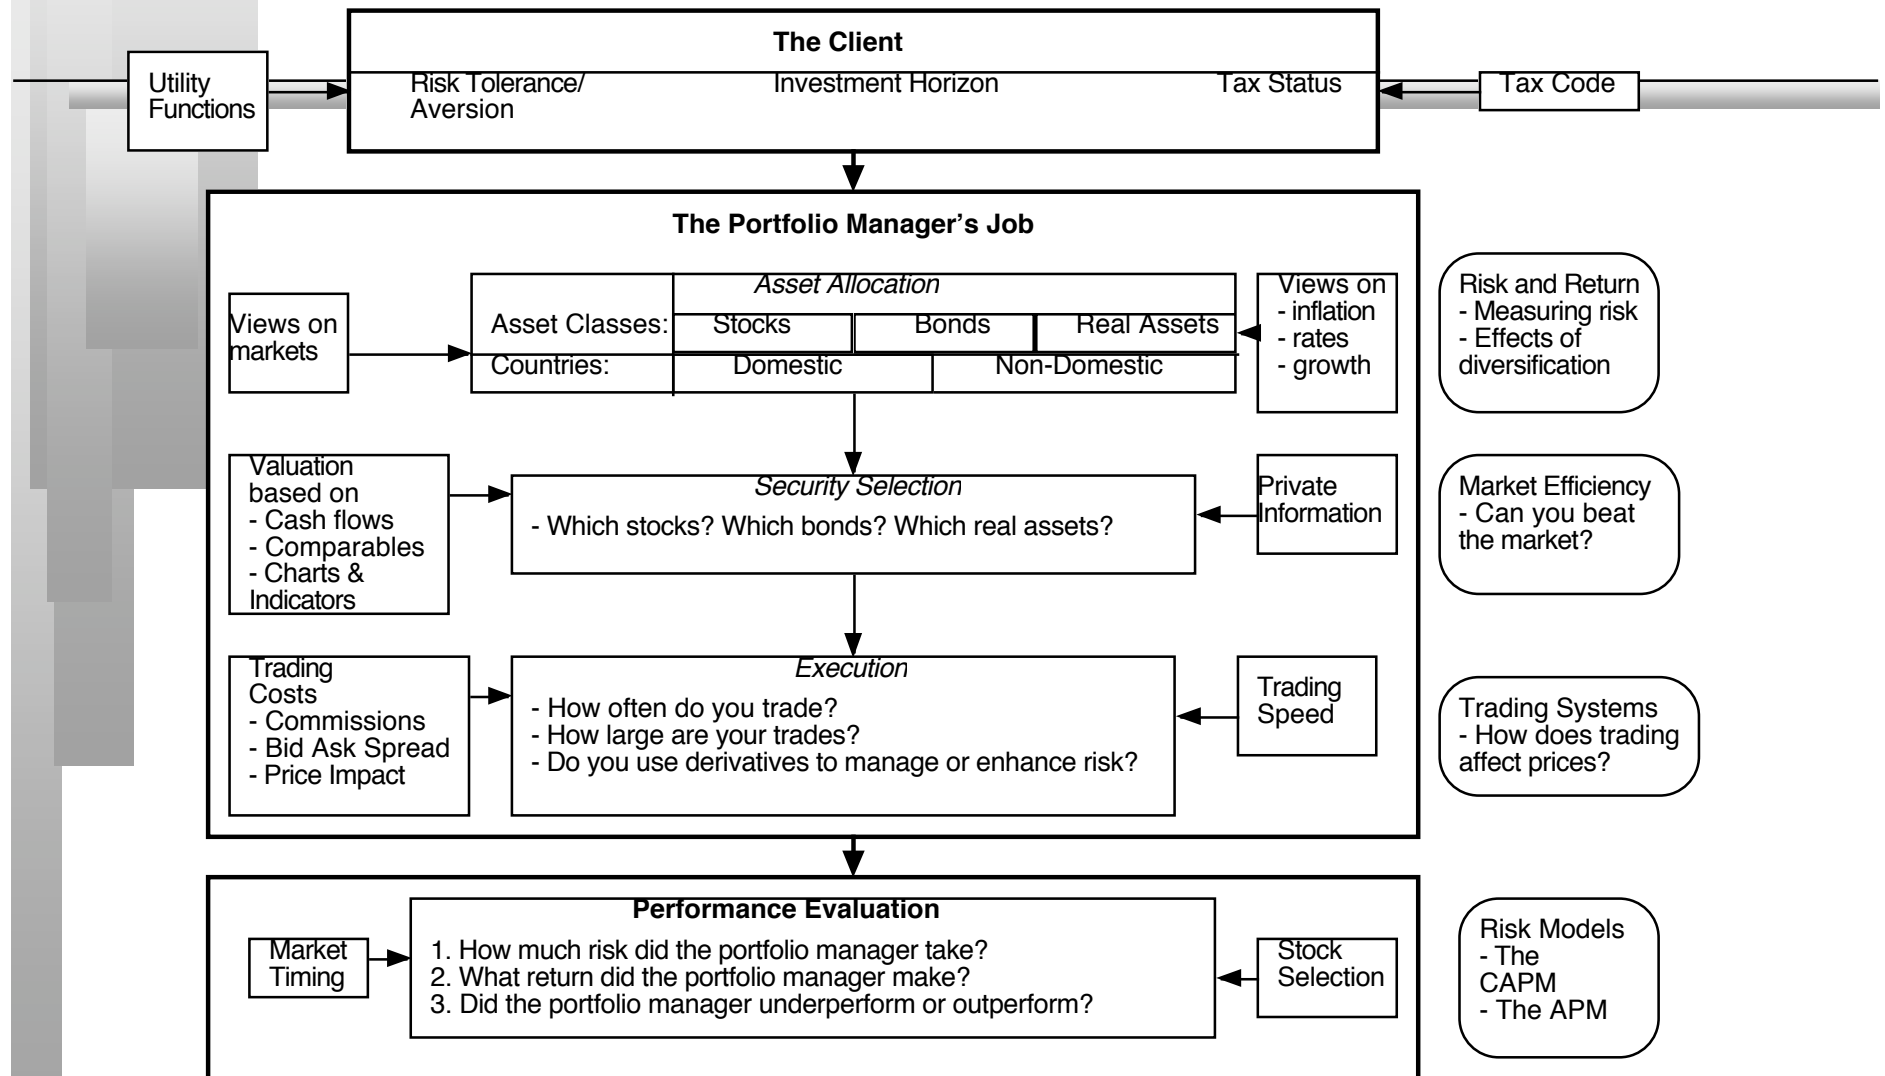 The Client
Utility
Functions
Risk Tolerance/
Aversion
Investment Horizon
Tax Status
Tax Code
The Portfolio Manager’s Job
Views on
markets
Asset Allocation
Asset Classes:
Stocks
Bonds
Real Assets
Countries:
Domestic
Non-Domestic
Views on
- inflation
- rates
- growth
Risk and Return
- Measuring risk
- Effects of
diversification
Valuation
based on
- Cash flows
- Comparables
- Charts &
Indicators
Security Selection
- Which stocks? Which bonds? Which real assets?
Private
Information
Market Efficiency
- Can you beat
the market?
Trading
Costs
- Commissions
- Bid Ask Spread
- Price Impact
Execution
- How often do you trade?
- How large are your trades?
- Do you use derivatives to manage or enhance risk?
Trading
Speed
Trading Systems
- How does trading
affect prices?
Performance Evaluation
Market
Timing
1. How much risk did the portfolio manager take?
2. What return did the portfolio manager make?
3. Did the portfolio manager underperform or outperform?
Stock
Selection
Risk Models
- The
CAPM
- The APM